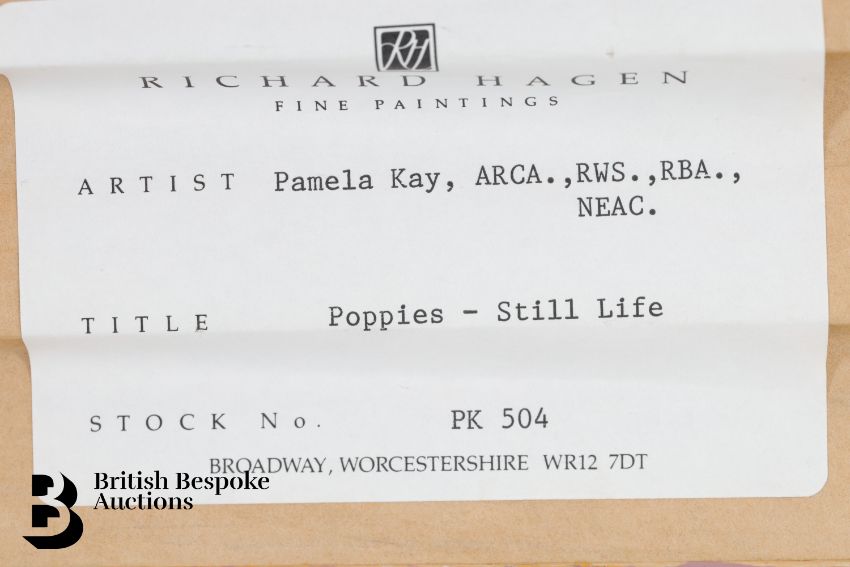 RH
RICHARD HAGEN
FINE PAINTINGS
ARTIST Pamela Kay, ARCA.,RWS.,RBA.,
NEAC.
TITLE Poppies - Still Life
STOCK No. PK 504
BROADWAY, WORCESTERSHIRE WR12 7DT
British Bespoke
Auctions